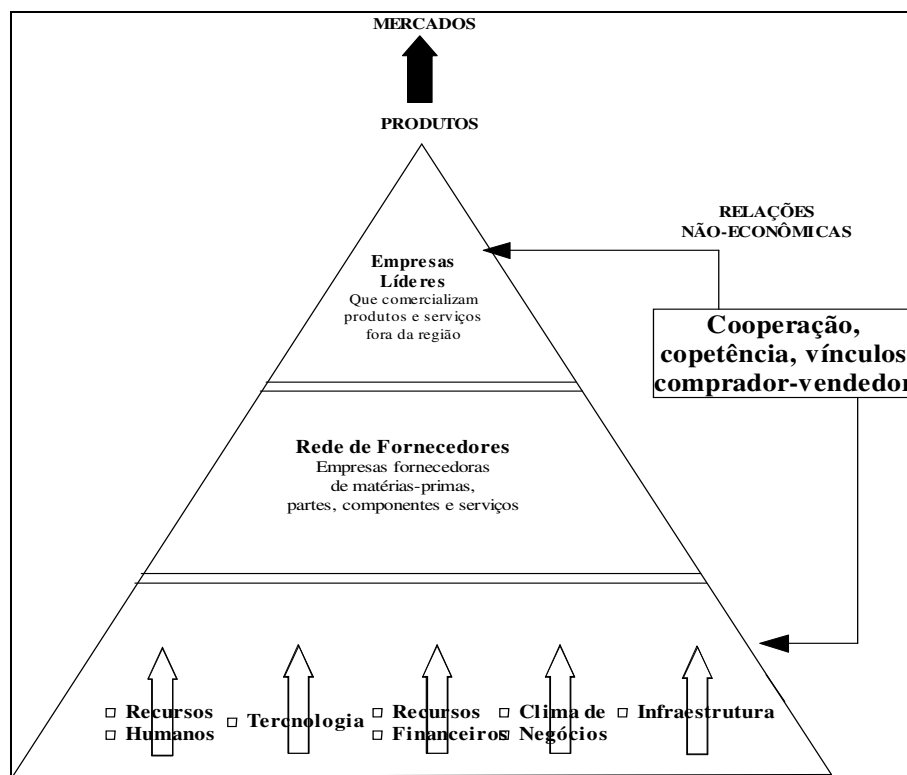 MERCADOS
PRODUTOS
RELAÇÕES
NÃO-ECONÔMICAS
Empresas
Líderes
Que comercializam
produtos e serviços
fora da região
Cooperação,
copetência, vínculos
comprador-vendedor
Rede de Fornecedores
Empresas fornecedoras
de matérias-primas,
partes, componentes e serviços
Recursos
Humanos
Tercnologia
Recursos
Financeiros
Clima de
Negócios
Infraestrutura